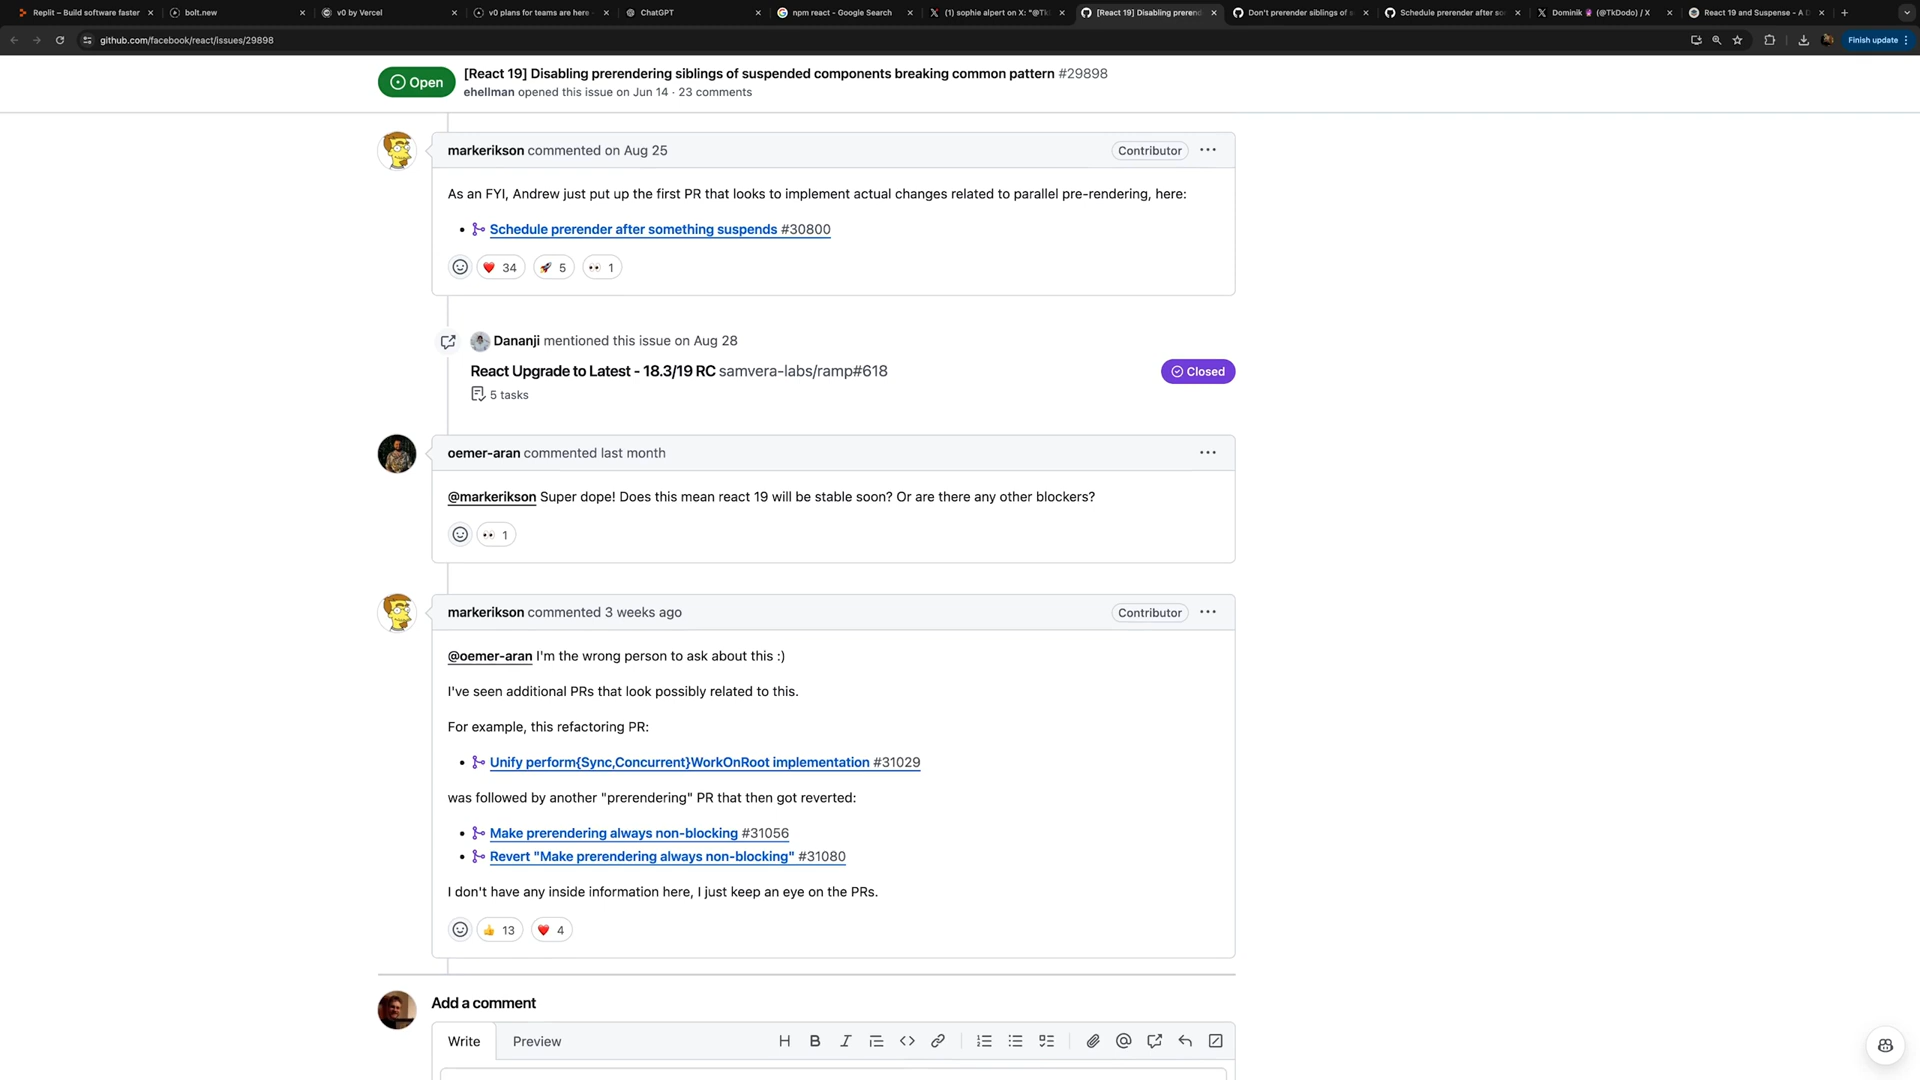 Replit – Build software faster
bolt.new
v0 by Vercel
v0 plans for teams are here -
ChatGPT
npm react - Google Search
(1) sophie alpert on X: "@Tk
[React 19] Disabling prerend
Don't prerender siblings of s
Schedule prerender after so
Dominik 🔮 (@TkDodo) / X
React 19 and Suspense - A D
github.com/facebook/react/issues/29898
Finish update
Open
[React 19] Disabling prerendering siblings of suspended components breaking common pattern #29898
ehellman opened this issue on Jun 14 · 23 comments
markerikson commented on Aug 25
Contributor
As an FYI, Andrew just put up the first PR that looks to implement actual changes related to parallel pre-rendering, here:
• Schedule prerender after something suspends #30800
❤️ 34 🚀 5 👀 1
Dananji mentioned this issue on Aug 28
React Upgrade to Latest - 18.3/19 RC samvera-labs/ramp#618
Closed
5 tasks
oemer-aran commented last month
@markerikson Super dope! Does this mean react 19 will be stable soon? Or are there any other blockers?
👀 1
markerikson commented 3 weeks ago
Contributor
@oemer-aran I'm the wrong person to ask about this :)
I've seen additional PRs that look possibly related to this.
For example, this refactoring PR:
• Unify perform{Sync,Concurrent}WorkOnRoot implementation #31029
was followed by another "prerendering" PR that then got reverted:
• Make prerendering always non-blocking #31056
• Revert "Make prerendering always non-blocking" #31080
I don't have any inside information here, I just keep an eye on the PRs.
👍 13 ❤️ 4
Add a comment
Write
Preview